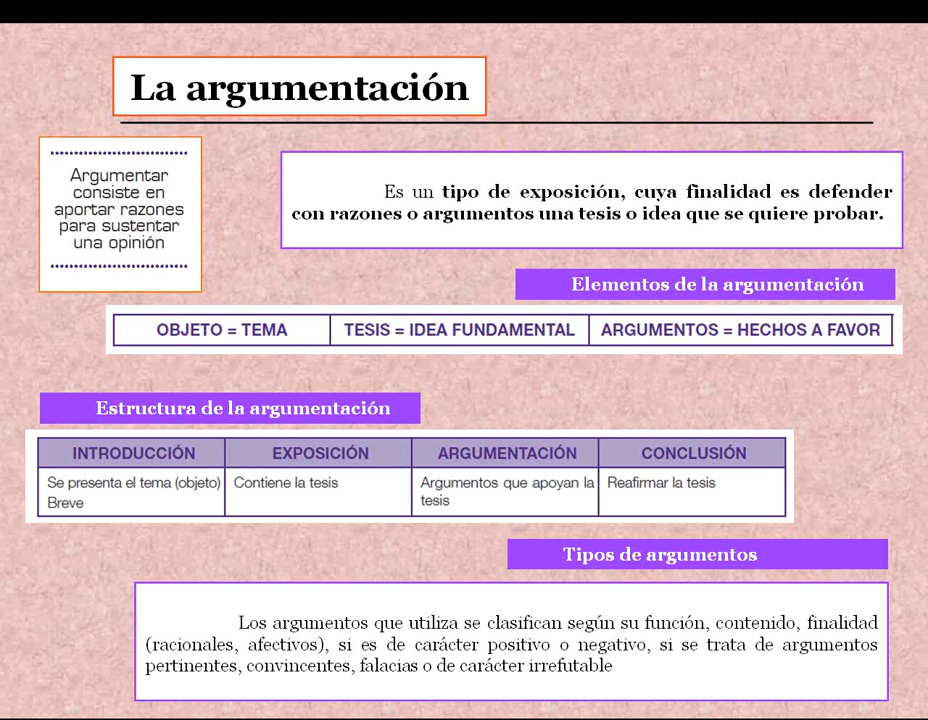 La argumentación
Argumentar
consiste en
aportar razones
para sustentar
una opinión
Es un tipo de exposición, cuya finalidad es defender
con razones o argumentos una tesis o idea que se quiere probar.
Elementos de la argumentación
OBJETO = TEMA
TESIS = IDEA FUNDAMENTAL
ARGUMENTOS = HECHOS A FAVOR
Estructura de la argumentación
INTRODUCCIÓN
EXPOSICIÓN
ARGUMENTACIÓN
CONCLUSIÓN
Se presenta el tema (objeto)
Breve
Contiene la tesis
Argumentos que apoyan la
tesis
Reafirmar la tesis
Tipos de argumentos
Los argumentos que utiliza se clasifican según su función, contenido, finalidad
(racionales, afectivos), si es de carácter positivo o negativo, si se trata de argumentos
pertinentes, convincentes, falacias o de carácter irrefutable